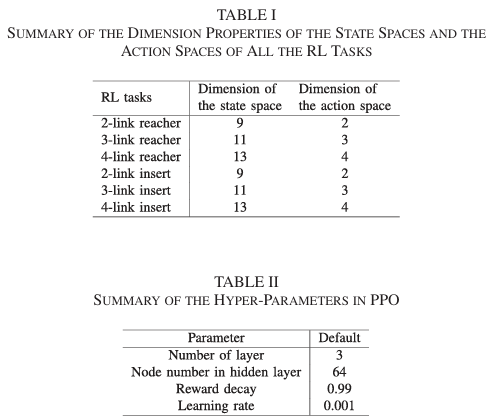 TABLE I
SUMMARY OF THE DIMENSION PROPERTIES OF THE STATE SPACES AND THE
ACTION SPACES OF ALL THE RL TASKS
RL tasks Dimension of the state space Dimension of the action space
2-link reacher 9 2
3-link reacher 11 3
4-link reacher 13 4
2-link insert 9 2
3-link insert 11 3
4-link insert 13 4
TABLE II
SUMMARY OF THE HYPER-PARAMETERS IN PPO
Parameter Default
Number of layer 3
Node number in hidden layer 64
Reward decay 0.99
Learning rate 0.001